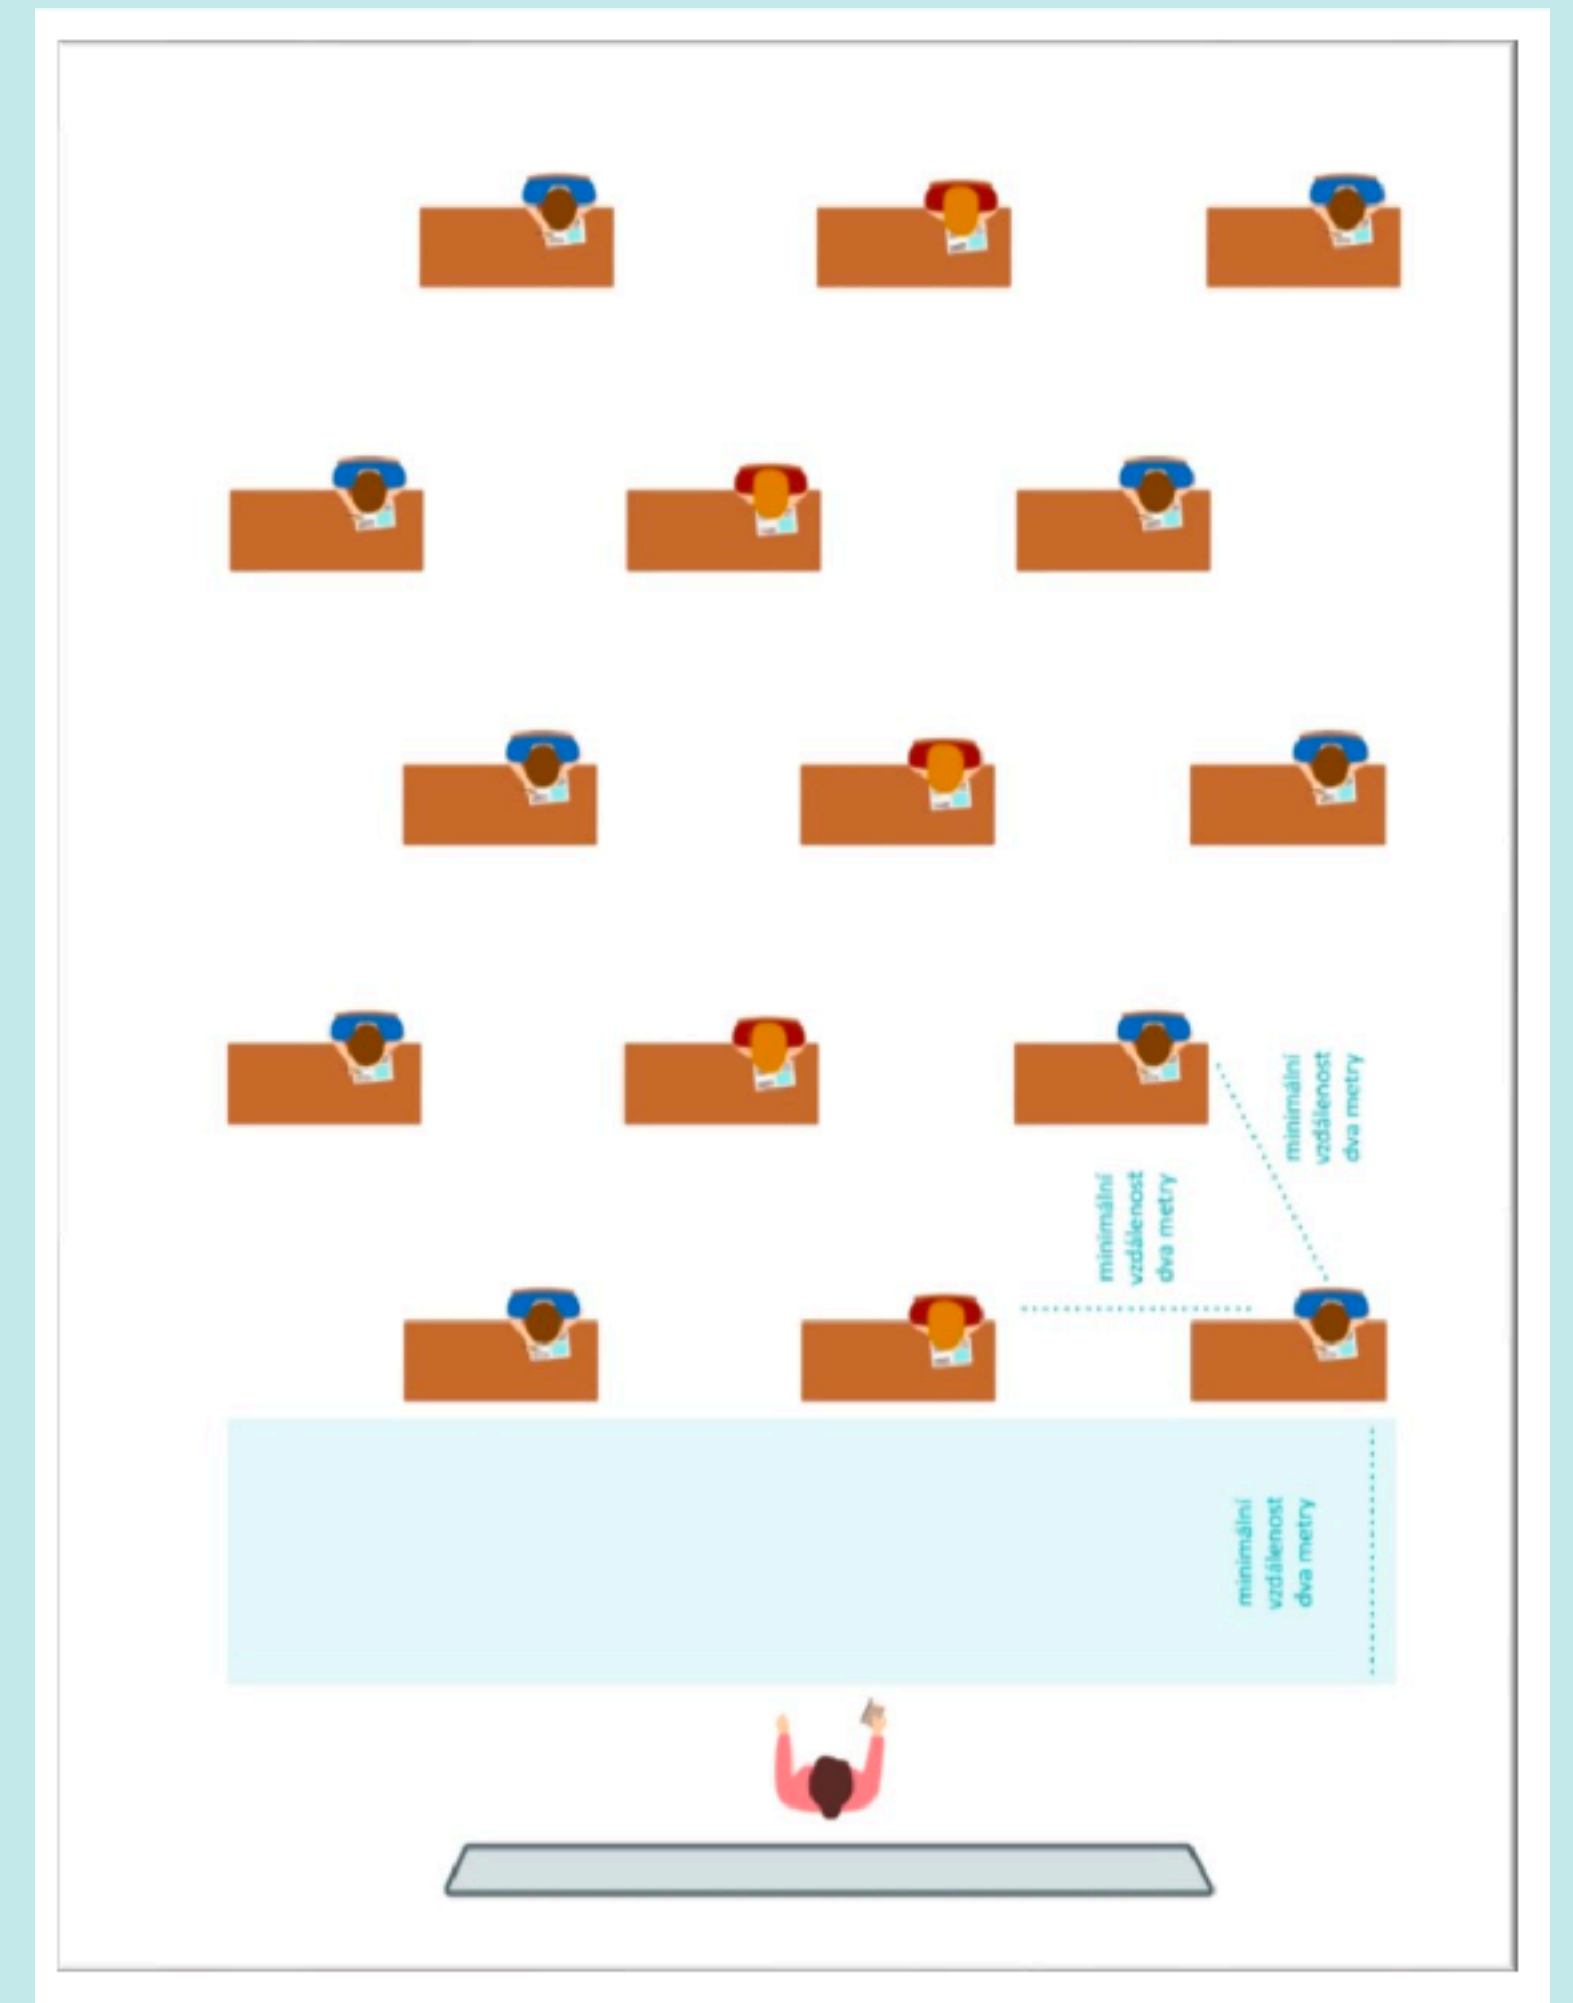 minimální
vzdálenost
dva metry
minimální
vzdálenost
dva metry
minimální
vzdálenost
dva metry